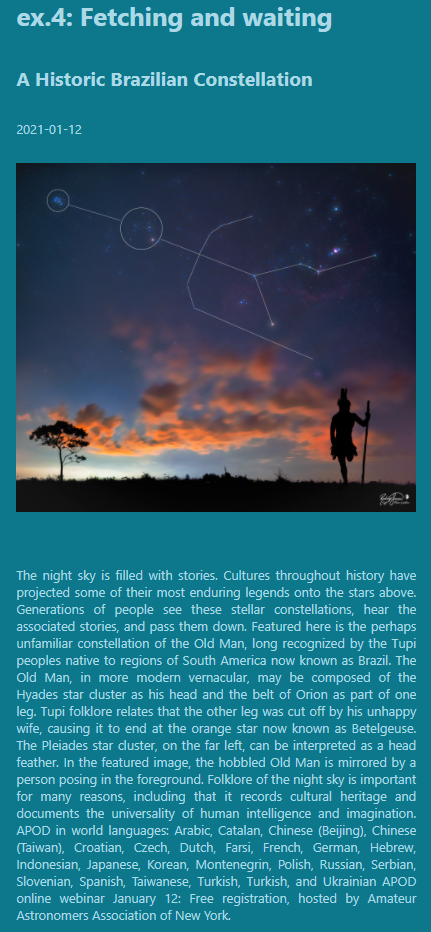 ex.4: Fetching and waiting
A Historic Brazilian Constellation
2021-01-12
The night sky is filled with stories. Cultures throughout history have
projected some of their most enduring legends onto the stars above.
Generations of people see these stellar constellations, hear the
associated stories, and pass them down. Featured here is the perhaps
unfamiliar constellation of the Old Man, long recognized by the Tupi
peoples native to regions of South America now known as Brazil. The
Old Man, in more modern vernacular, may be composed of the
Hyades star cluster as his head and the belt of Orion as part of one
leg. Tupi folklore relates that the other leg was cut off by his unhappy
wife, causing it to end at the orange star now known as Betelgeuse.
The Pleiades star cluster, on the far left, can be interpreted as a head
feather. In the featured image, the hobbled Old Man is mirrored by a
person posing in the foreground. Folklore of the night sky is important
for many reasons, including that it records cultural heritage and
documents the universality of human intelligence and imagination.
APOD in world languages: Arabic, Catalan, Chinese (Beijing), Chinese
(Taiwan), Croatian, Czech, Dutch, Farsi, French, German, Hebrew,
Indonesian, Japanese, Korean, Montenegrin, Polish, Russian, Serbian,
Slovenian, Spanish, Taiwanese, Turkish, Turkish, and Ukrainian APOD
online webinar January 12: Free registration, hosted by Amateur
Astronomers Association of New York.